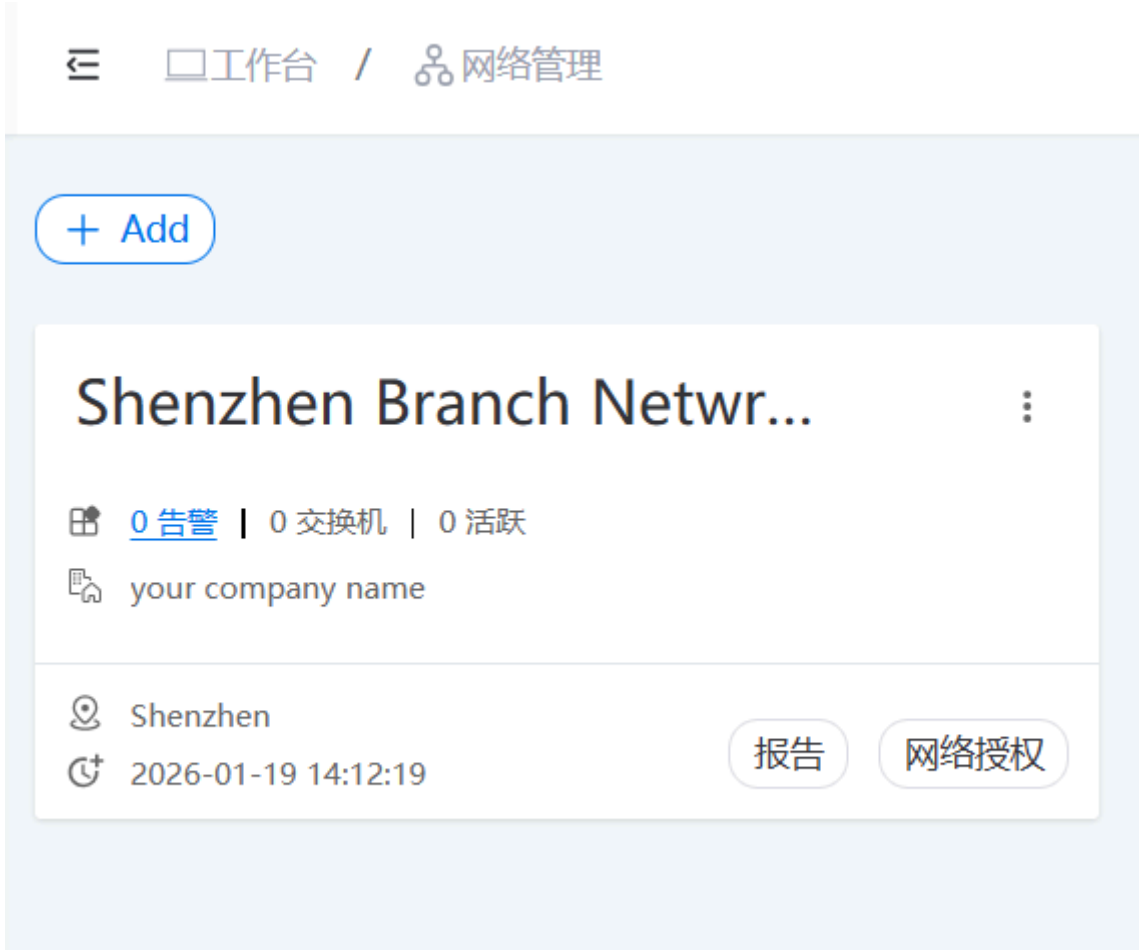 工作台 / 网络管理
+ Add
Shenzhen Branch Netwr...
0 告警 | 0 交换机 | 0 活跃
your company name
Shenzhen
2026-01-19 14:12:19
报告 网络授权